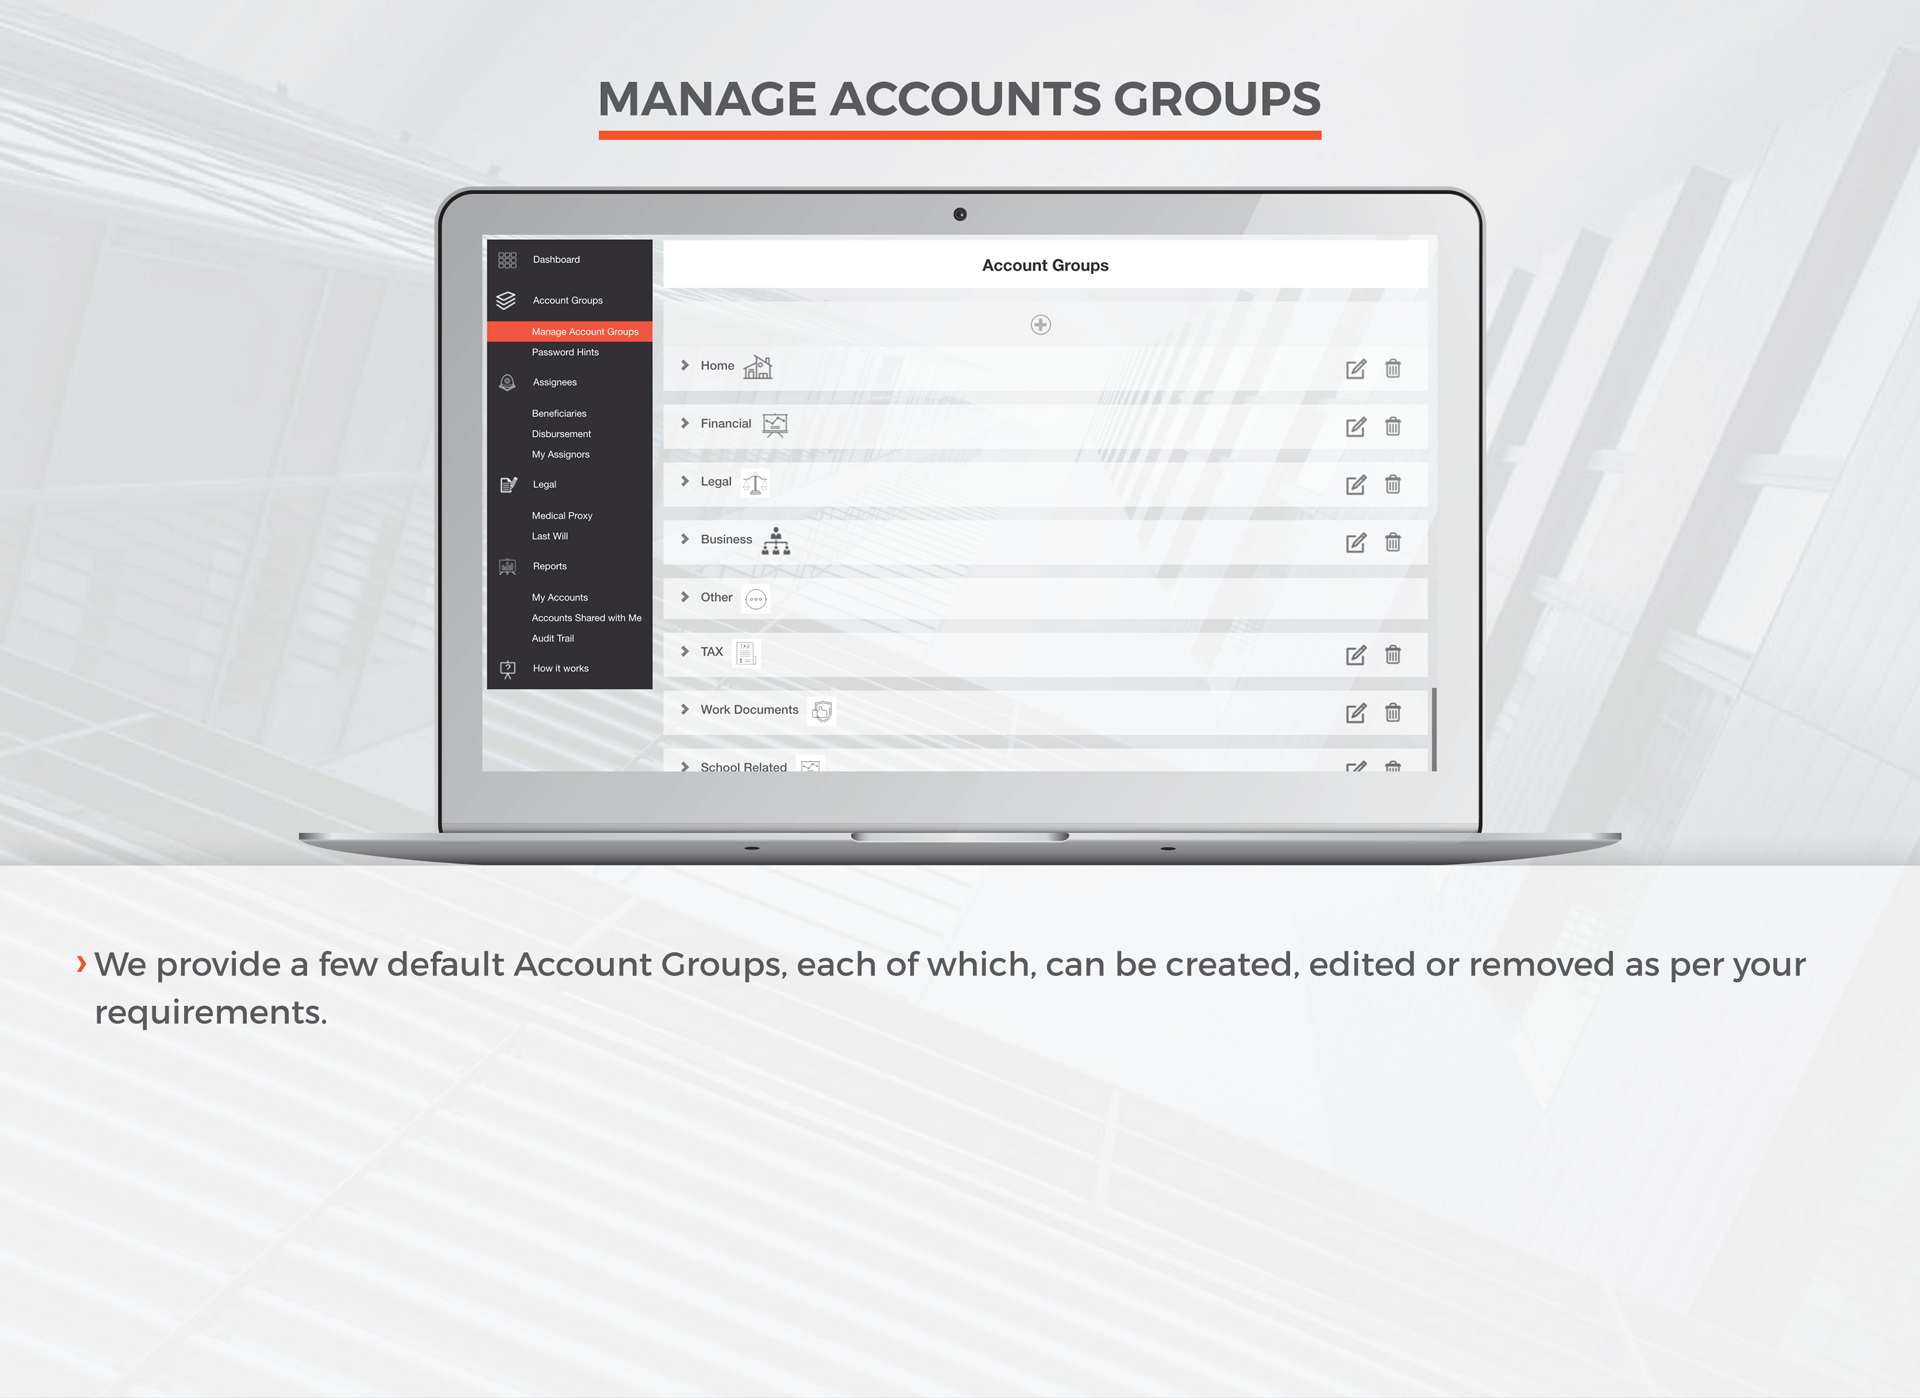 MANAGE ACCOUNTS GROUPS
Dashboard
Account Groups
Manage Account Groups
Password Hints
Assignees
Beneficiaries
Disbursement
My Assignors
Legal
Medical Proxy
Last Will
Reports
My Accounts
Accounts Shared with Me
Audit Trail
How it works
Account Groups
Home
Financial
Legal
Business
Other
TAX
TAX
Work Documents
School Related
› We provide a few default Account Groups, each of which, can be created, edited or removed as per your
requirements.